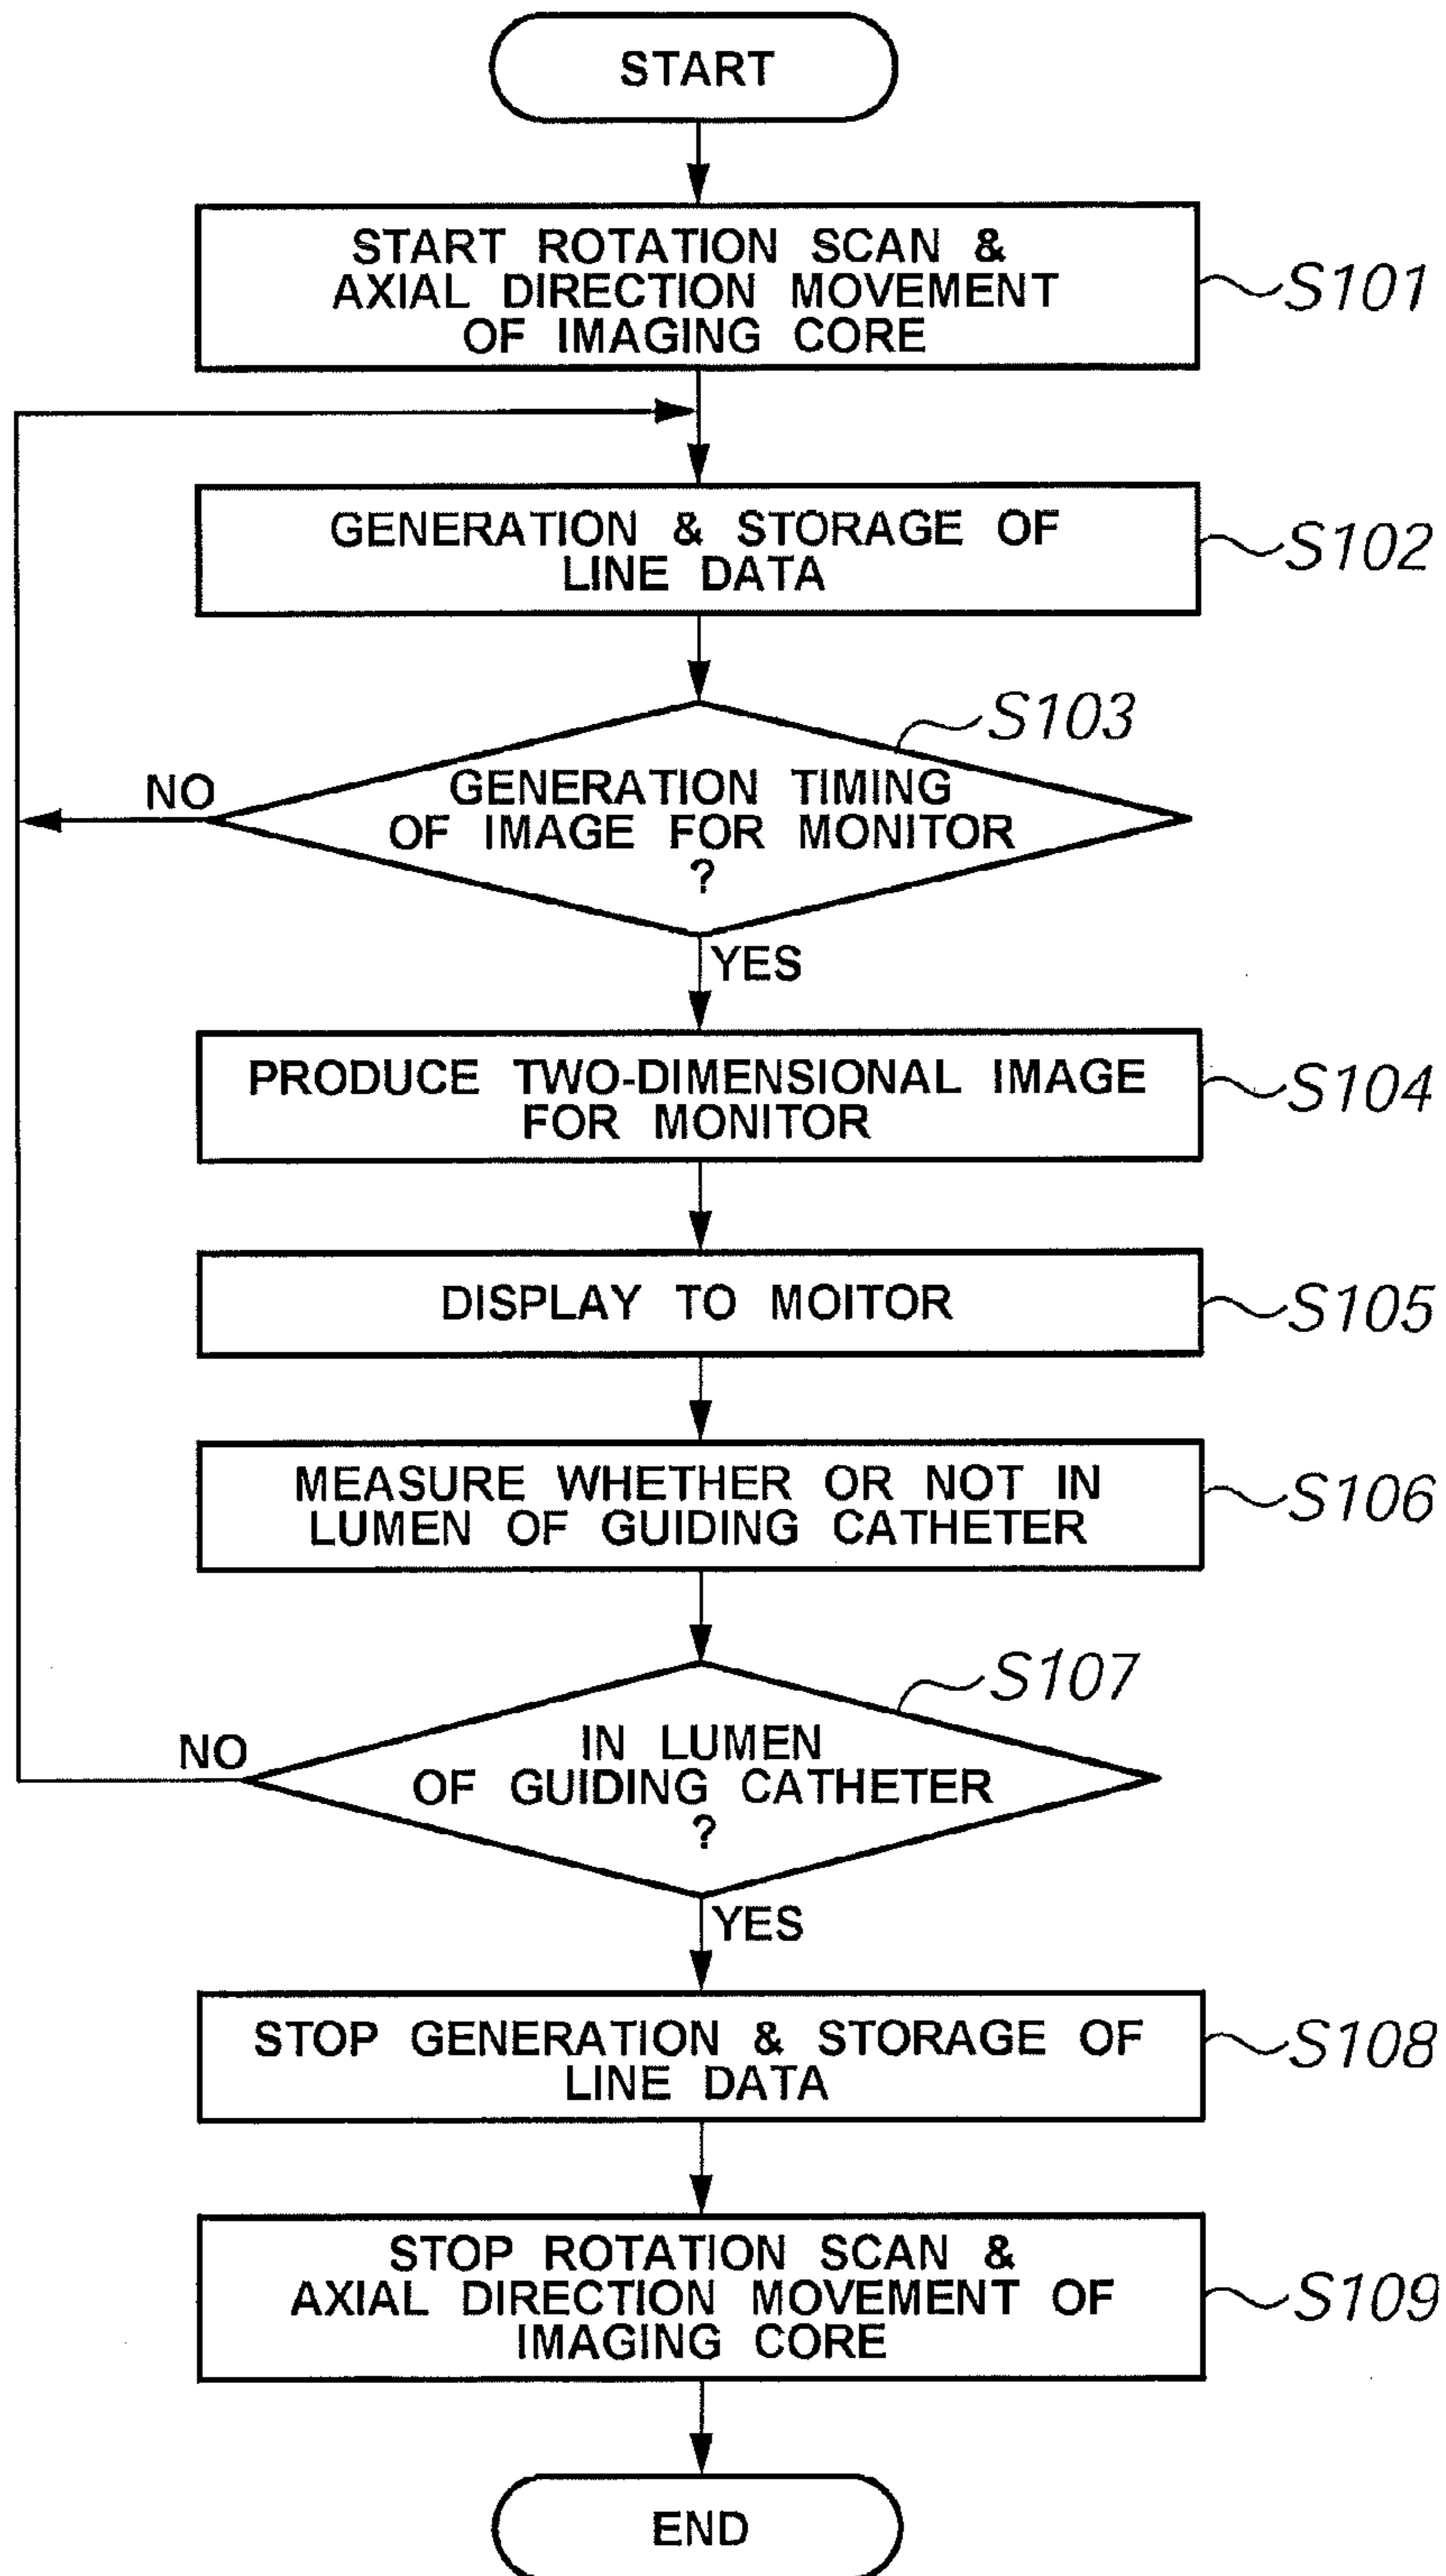 START
START ROTATION SCAN &
AXIAL DIRECTION MOVEMENT
OF IMAGING CORE
S101
GENERATION & STORAGE OF
LINE DATA
S102
S103
GENERATION TIMING
OF IMAGE FOR MONITOR
?
NO
YES
PRODUCE TWO-DIMENSIONAL IMAGE
FOR MONITOR
S104
DISPLAY TO MOITOR
S105
MEASURE WHETHER OR NOT IN
LUMEN OF GUIDING CATHETER
S106
S107
IN LUMEN
OF GUIDING CATHETER
?
NO
YES
STOP GENERATION & STORAGE OF
LINE DATA
S108
STOP ROTATION SCAN &
AXIAL DIRECTION MOVEMENT OF
IMAGING CORE
S109
END